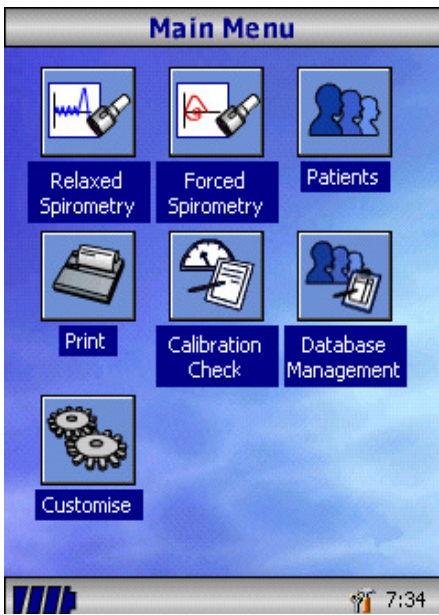 Main Menu
Relaxed
Spirometry
Forced
Spirometry
Patients
Print
Calibration
Check
Database
Management
Customise
7:34